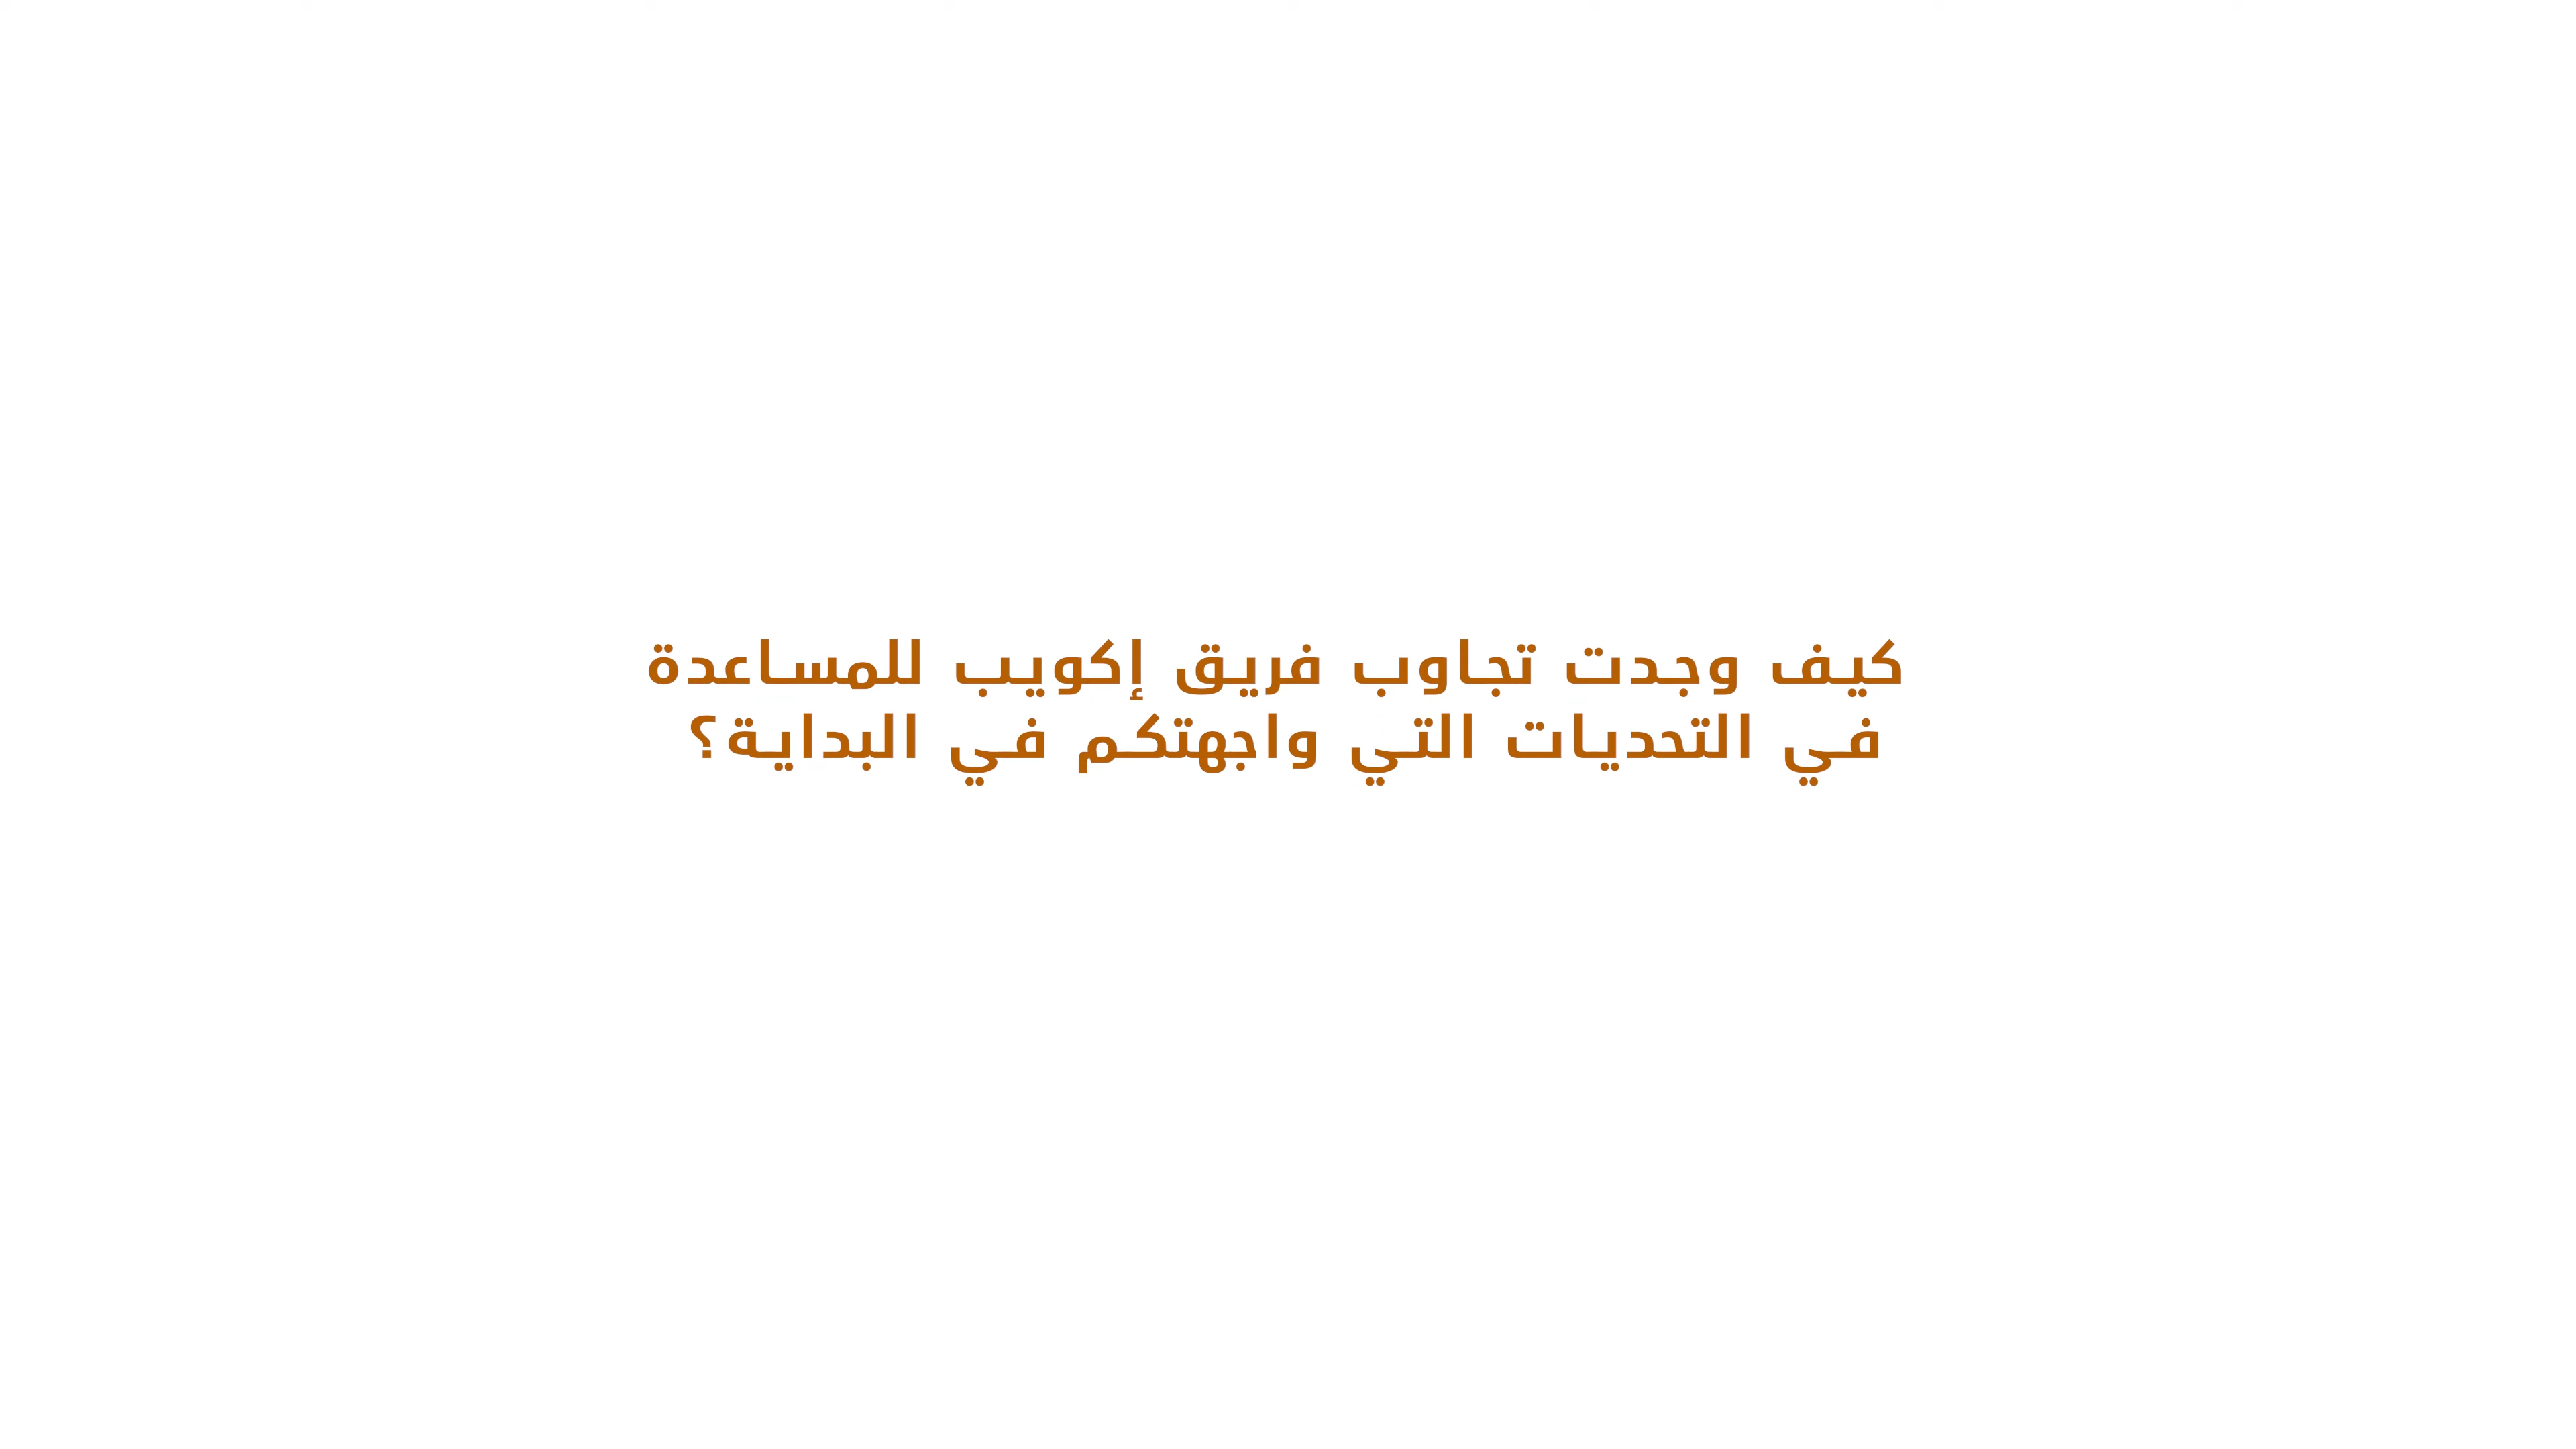 كيف وجدت تجاوب فريق إكويب للمساعدة
في التحديات التي واجهتكم في البداية؟